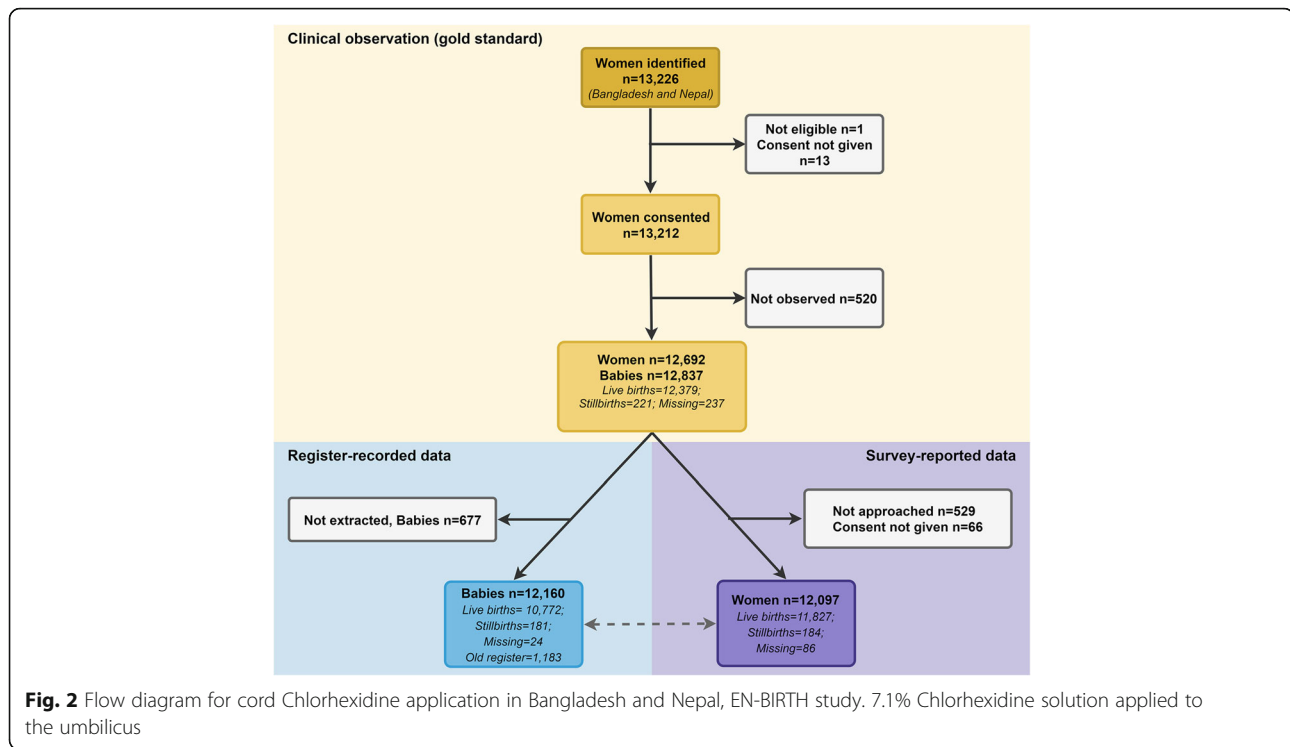 Clinical observation (gold standard)
Women identified
n=13,226
(Bangladesh and Nepal)
Not eligible n=1
Consent not given
n=13
Women consented
n=13,212
Not observed n=520
Women n=12,692
Babies n=12,837
Live births=12,379;
Stillbirths=221; Missing=237
Register-recorded data
Survey-reported data
Not extracted, Babies n=677
Not approached n=529
Consent not given n=66
Babies n=12,160
Live births= 10,772;
Stillbirths=181;
Missing=24
Old register=1,183
Women n=12,097
Live births=11,827;
Stillbirths=184;
Missing=86
Fig. 2 Flow diagram for cord Chlorhexidine application in Bangladesh and Nepal, EN-BIRTH study. 7.1% Chlorhexidine solution applied to
the umbilicus